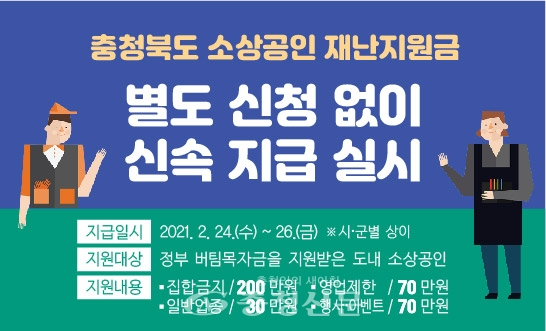 충청북도 소상공인 재난지원금
별도 신청 없이
신속 지급 실시
지급일시 2021. 2. 24.(수) ~ 26.(금) ※시·군별 상이
지원대상 정부 버팀목자금을 지원받은 도내 소상공인
지원내용 ▪집합금지 / 200 만원 ▪영업제한 / 70 만원
▪일반업종 / 30 만원 ▪행사이벤트 / 70 만원
충청신문